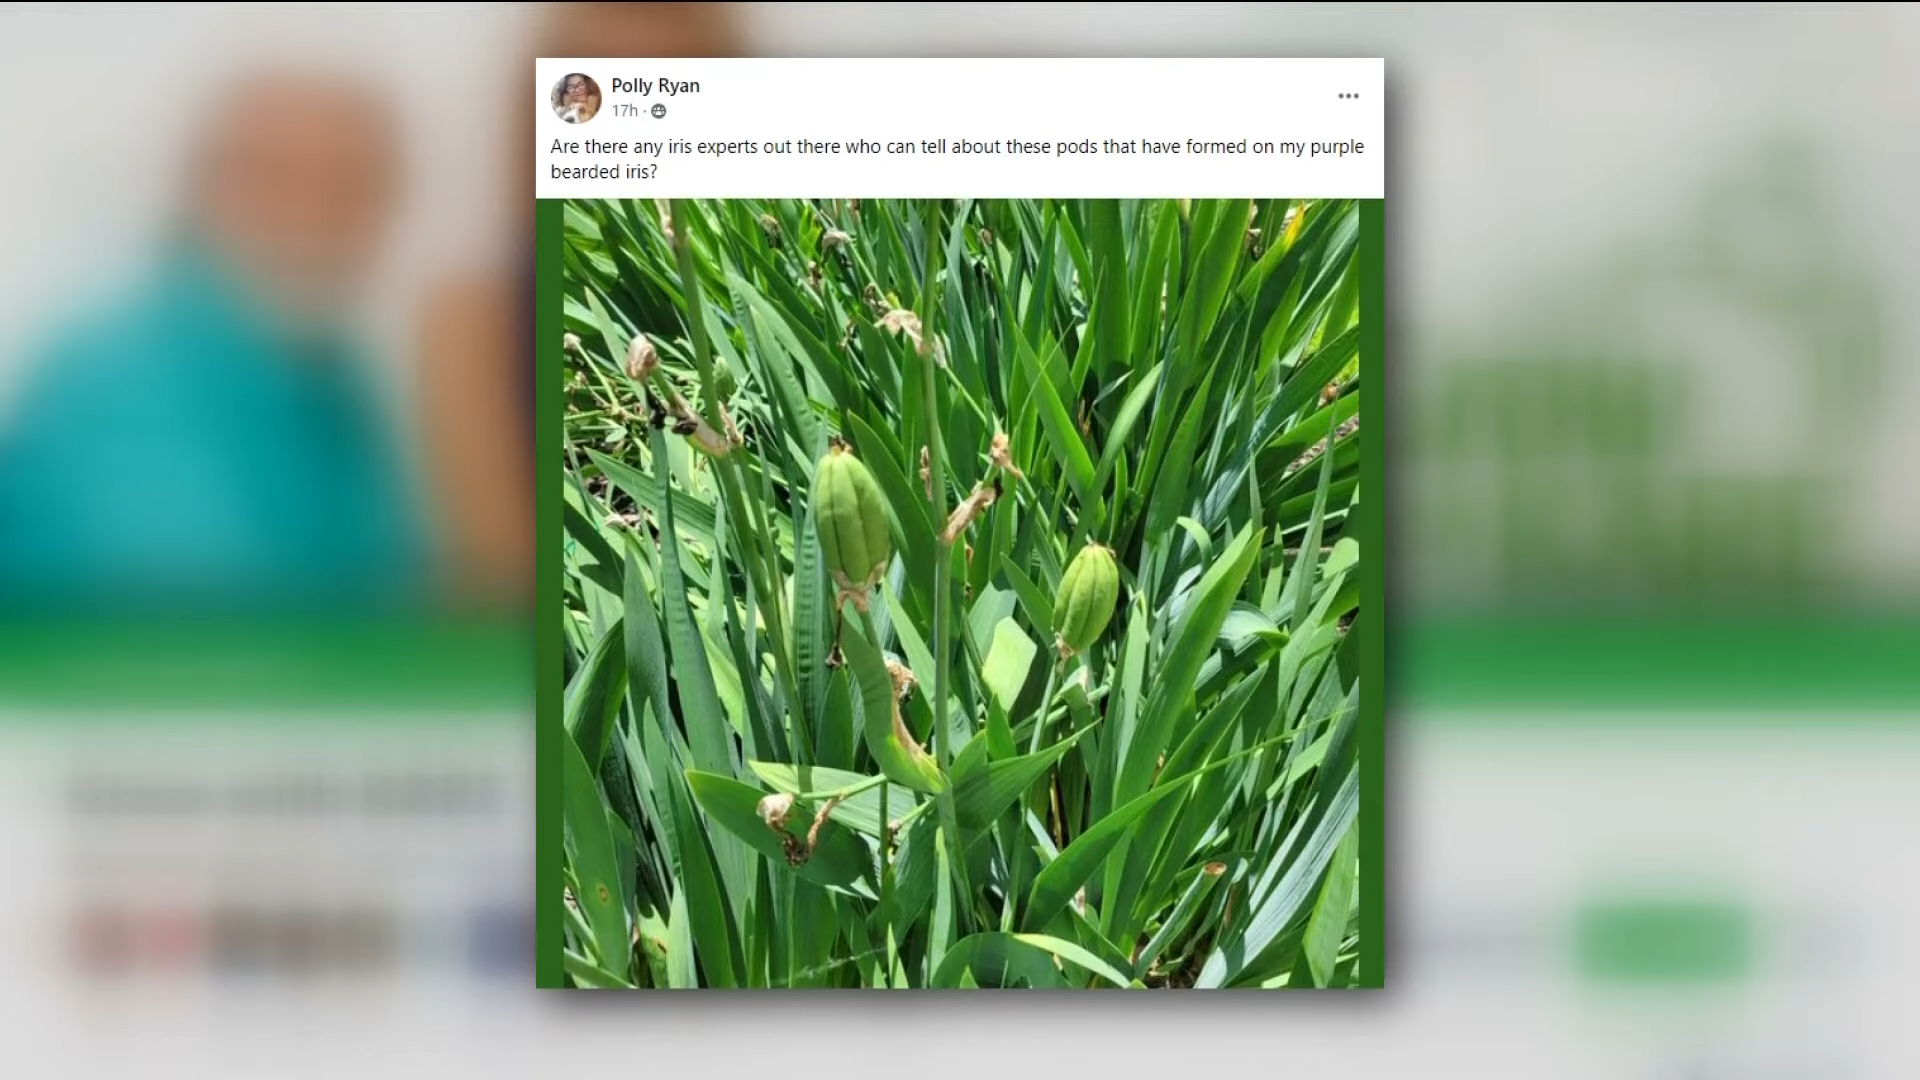 Polly Ryan
17h ·
Are there any iris experts out there who can tell about these pods that have formed on my purple
bearded iris?